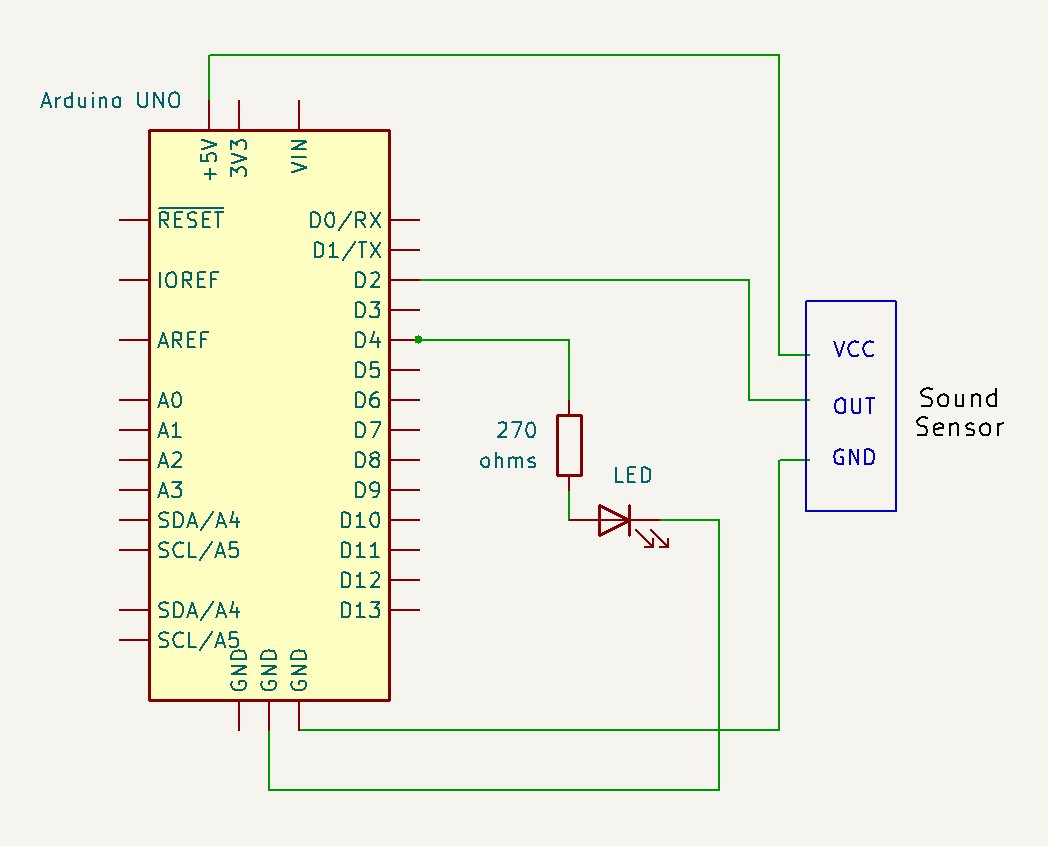 Arduino UNO
+5V
3V3
VIN
RESET
IOREF
AREF
A0
A1
A2
A3
SDA/A4
SCL/A5
SDA/A4
SCL/A5
D0/RX
D1/TX
D2
D3
D4
D5
D6
D7
D8
D9
D10
D11
D12
D13
GND
GND
GND
270
ohms
LED
VCC
OUT
GND
Sound
Sensor